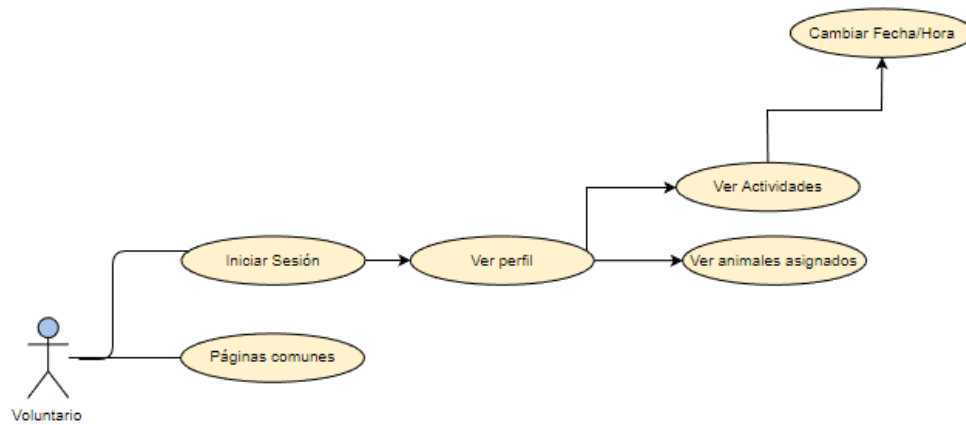 Cambiar Fecha/Hora
Ver Actividades
Iniciar Sesión
Ver perfil
Ver animales asignados
Páginas comunes
Voluntario